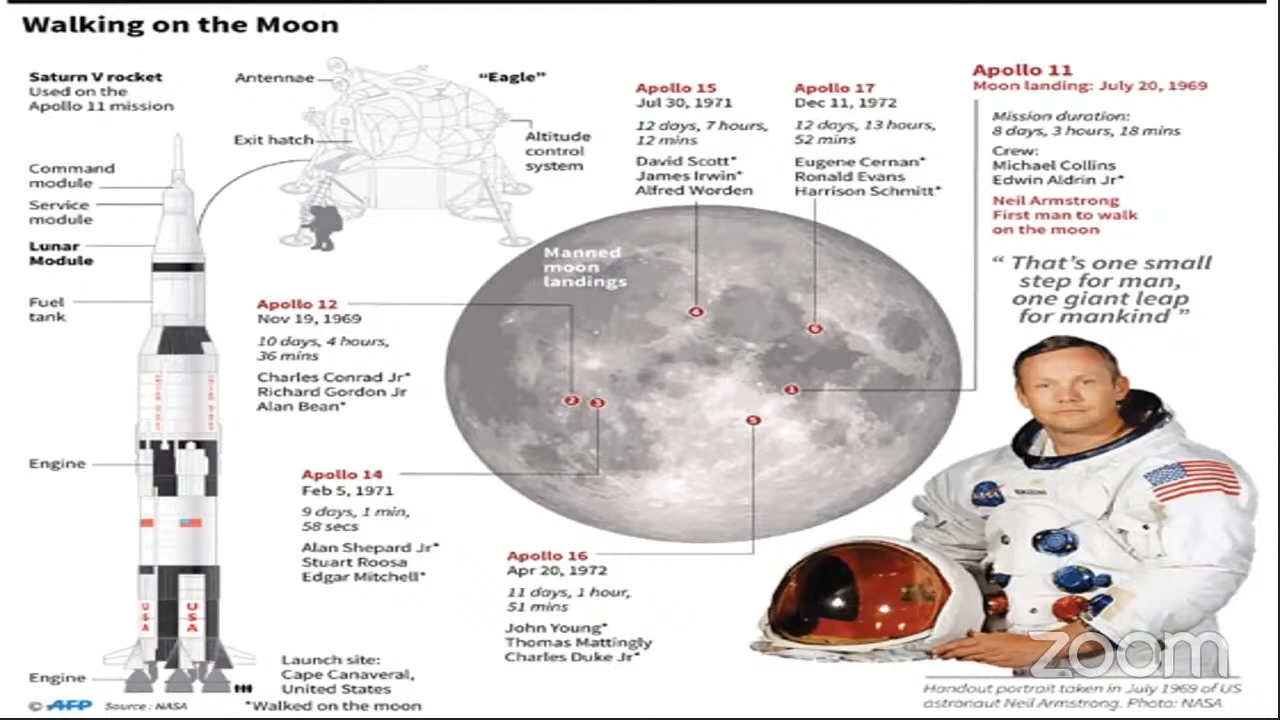 Walking on the Moon
Saturn V rocket
Used on the
Apollo 11 mission
Command
module
Service
module
Lunar
Module
Fuel
tank
Engine
Engine
USA
USA
Antennae
"Eagle"
Exit hatch
Altitude
control
system
Apollo 12
Nov 19, 1969
10 days, 4 hours,
36 mins
Charles Conrad Jr*
Richard Gordon Jr
Alan Bean*
Apollo 14
Feb 5, 1971
9 days, 1 min,
58 secs
Alan Shepard Jr*
Stuart Roosa
Edgar Mitchell*
Apollo 15
Jul 30, 1971
12 days, 7 hours,
12 mins
David Scott*
James Irwin*
Alfred Worden
Apollo 17
Dec 11, 1972
12 days, 13 hours,
52 mins
Eugene Cernan*
Ronald Evans
Harrison Schmitt*
Manned
moon
landings
4
6
1
2
3
5
Apollo 16
Apr 20, 1972
11 days, 1 hour,
51 mins
John Young*
Thomas Mattingly
Charles Duke Jr*
Apollo 11
Moon landing: July 20, 1969
Mission duration:
8 days, 3 hours, 18 mins
Crew:
Michael Collins
Edwin Aldrin Jr*
Neil Armstrong
First man to walk
on the moon
" That's one small
step for man,
one giant leap
for mankind "
NASA
zoom
Handout portrait taken in July 1969 of US
astronaut Neil Armstrong. Photo: NASA
Launch site:
Cape Canaveral,
United States
*Walked on the moon
© AFP Source : NASA